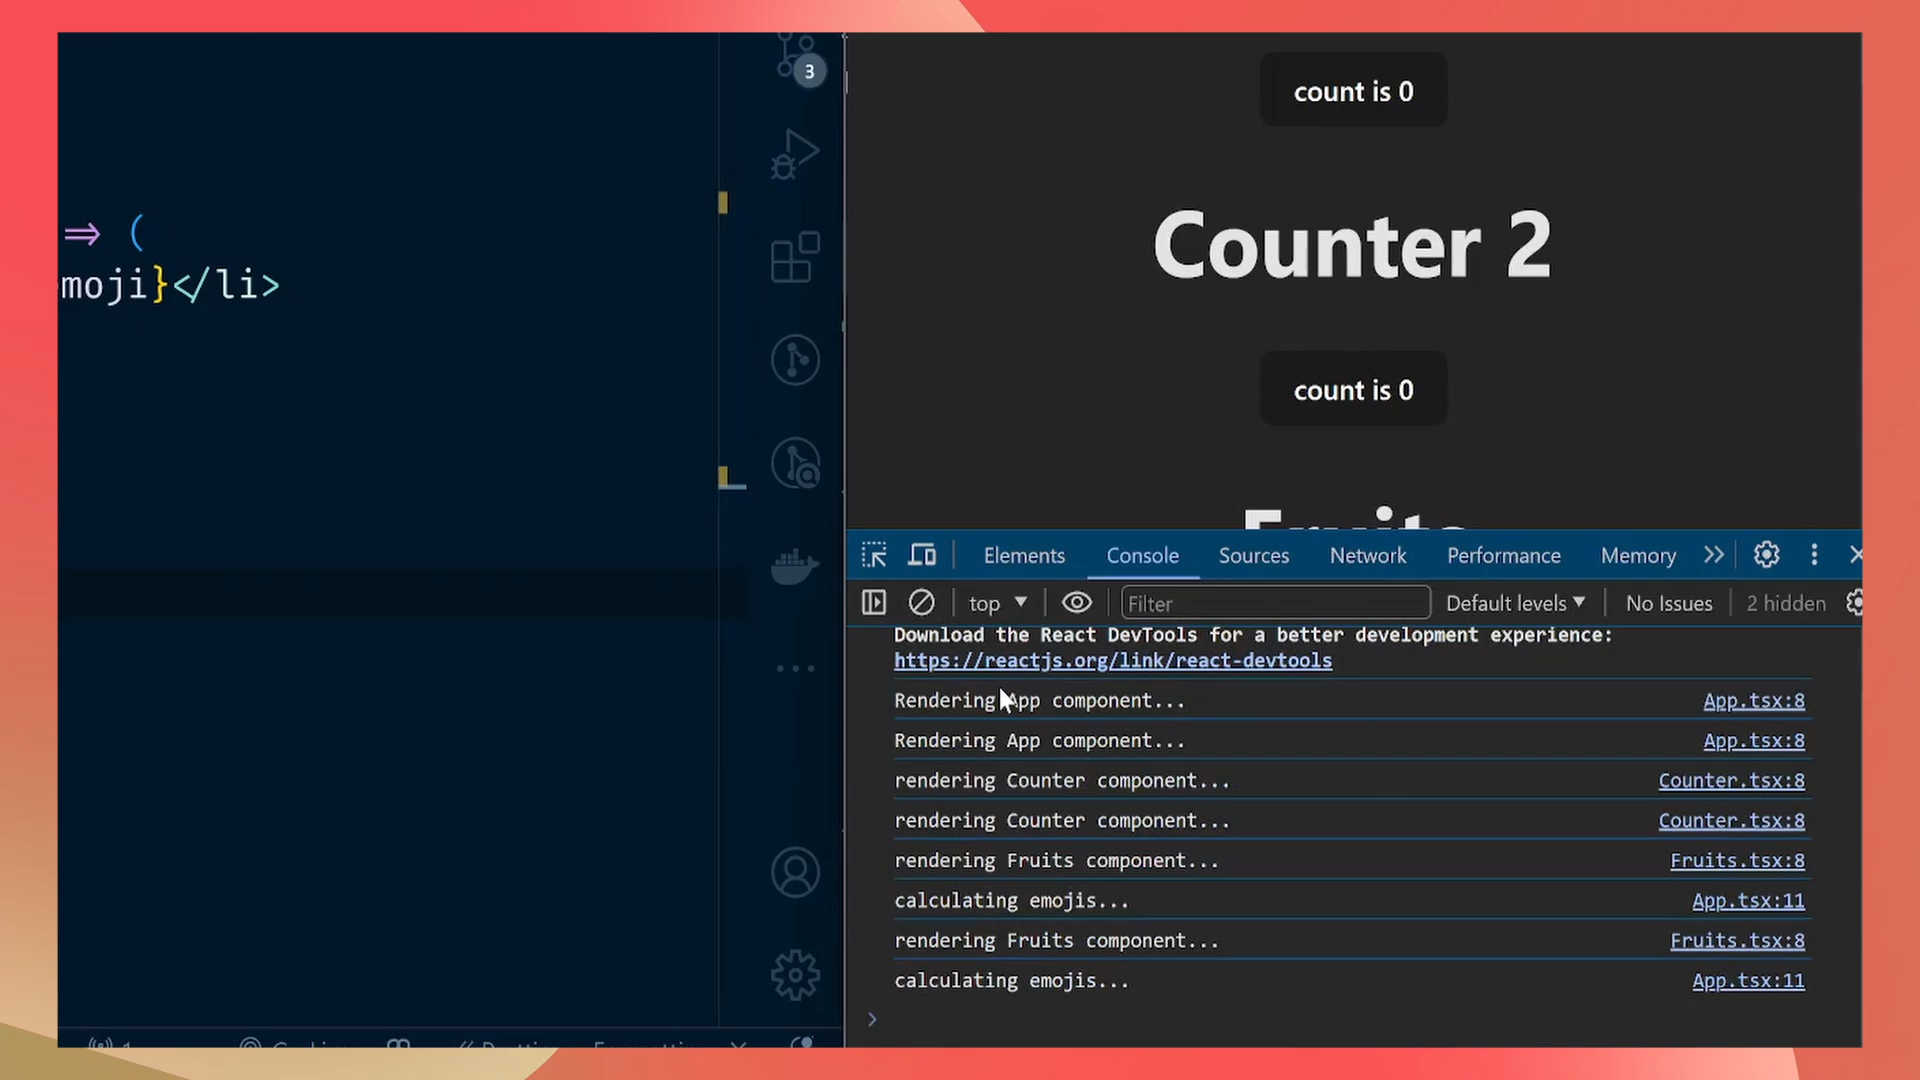 3
⇒ (
moji}</li>
count is 0
Counter 2
count is 0
Fruits
Elements Console Sources Network Performance Memory
top Filter Default levels No Issues 2 hidden
Download the React DevTools for a better development experience:
https://reactjs.org/link/react-devtools
Rendering App component... App.tsx:8
Rendering App component... App.tsx:8
rendering Counter component... Counter.tsx:8
rendering Counter component... Counter.tsx:8
rendering Fruits component... Fruits.tsx:8
calculating emojis... App.tsx:11
rendering Fruits component... Fruits.tsx:8
calculating emojis... App.tsx:11